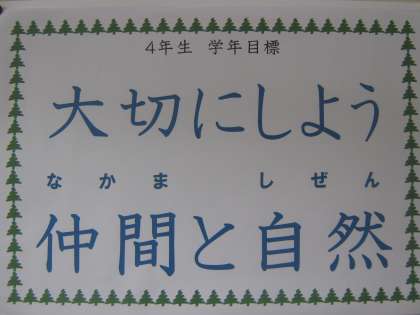 4年生 学年目標
大切にしよう
なかま しぜん
仲間と自然